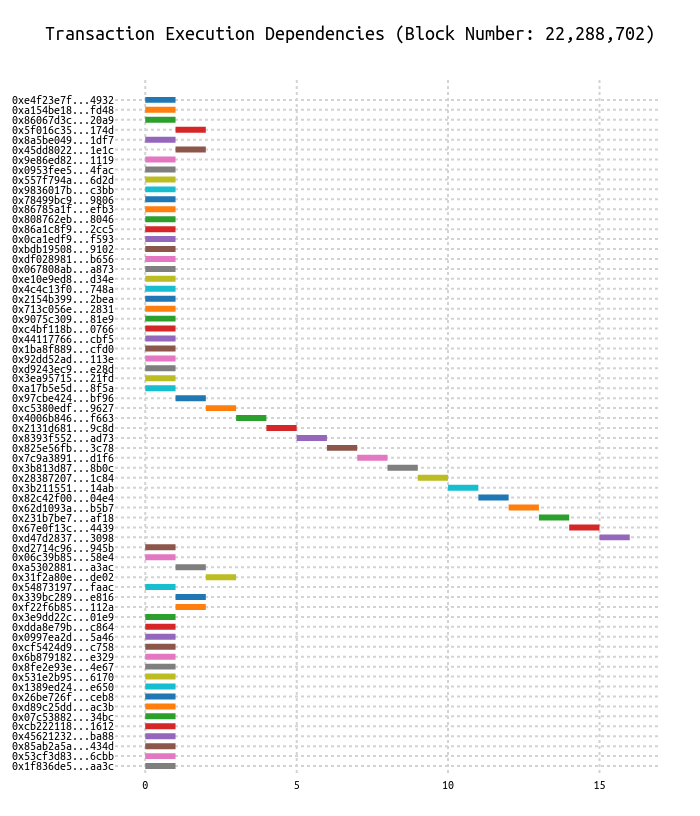 Transaction Execution Dependencies (Block Number: 22,288,702)
0xe4f23e7f...4932
0xa154be18...fd48
0x86067d3c...20a9
0x5f016c35...174d
0x8a5be049...1df7
0x45dd8022...1e1c
0x9e86ed82...1119
0x0953fee5...4fac
0x557f794a...6d2d
0x9836017b...c3bb
0x78499bc9...9806
0x86785a1f...efb3
0x808762eb...8046
0x86a1c8f9...2cc5
0x0ca1edf9...f593
0xbdb19508...9102
0xdf028981...b656
0x067808ab...a873
0xe10e9ed8...d34e
0x4c4c13f0...748a
0x2154b399...2bea
0x713c056e...2831
0x9075c309...81e9
0xc4bf118b...0766
0x44117766...cbf5
0x1ba8f889...cfd0
0x92dd52ad...113e
0xd9243ec9...e28d
0x3ea95715...21fd
0xa17b5e5d...8f5a
0x97cbe424...bf96
0xc5380edf...9627
0x4006b846...f663
0x2131d681...9c8d
0x8393f552...ad73
0x825e56fb...3c78
0x7c9a3891...d1f6
0x3b813d87...8b0c
0x28387207...1c84
0x3b211551...14ab
0x82c42f00...04e4
0x62d1093a...b5b7
0x231b7be7...af18
0x67e0f13c...4439
0xd47d2837...3098
0xd2714c96...945b
0x06c39b85...58e4
0xa5302881...a3ac
0x31f2a80e...de02
0x54873197...faac
0x339bc289...e816
0xf22f6b85...112a
0x3e9dd22c...01e9
0xdda8e79b...c864
0x0997ea2d...5a46
0xcf5424d9...c758
0x6b879182...e329
0x8fe2e93e...4e67
0x531e2b95...6170
0x1389ed24...e650
0x26be726f...ceb8
0xd89c25dd...ac3b
0x07c53882...34bc
0xcb222118...1612
0x45621232...ba88
0x85ab2a5a...434d
0x53cf3d83...6cbb
0x1f836de5...aa3c
0 5 10 15